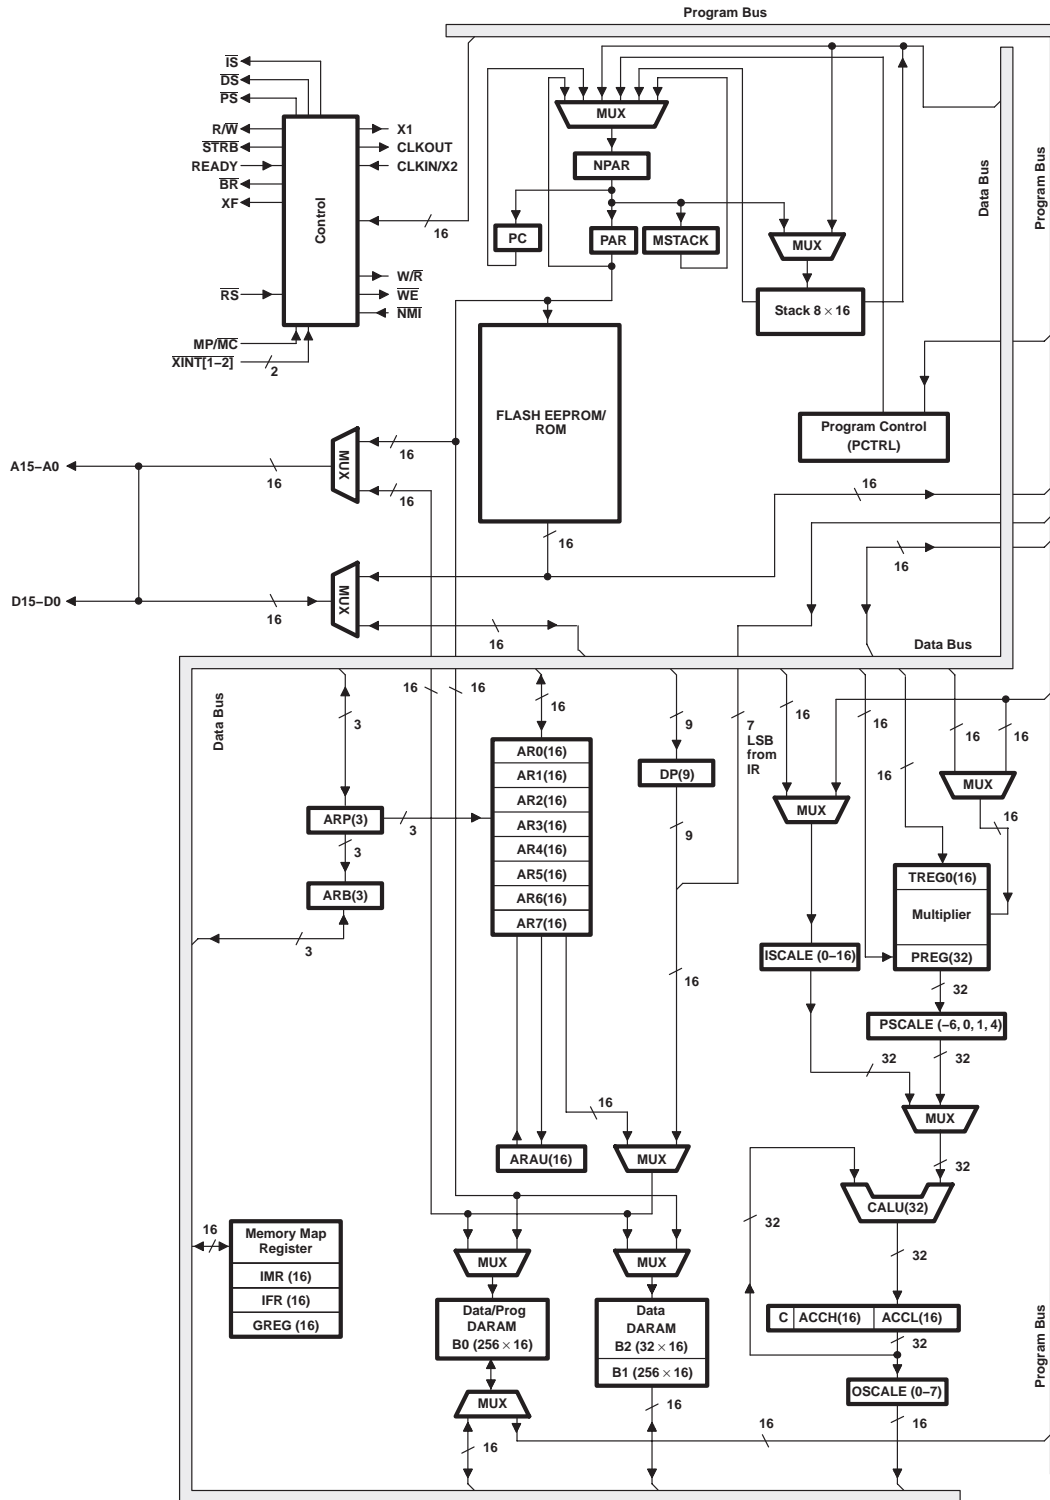 Program Bus
IS
DS
PS
R/W
STRB
READY
BR
XF
X1
CLKOUT
CLKIN/X2
Control
16
RS
W/R
WE
NMI
MP/MC
XINT[1–2]
2
MUX
NPAR
PC
PAR
MSTACK
MUX
Stack 8 × 16
Data Bus
Program Bus
FLASH EEPROM/
ROM
Program Control
(PCTRL)
A15–A0
16
MUX
16
16
16
16
16
D15–D0
16
MUX
16
Data Bus
Data Bus
3
16
16
16
9
7
LSB
from
IR
16
16
16
16
16
AR0(16)
AR1(16)
AR2(16)
AR3(16)
AR4(16)
AR5(16)
AR6(16)
AR7(16)
DP(9)
9
MUX
MUX
16
ARP(3)
3
3
ARB(3)
3
TREG0(16)
Multiplier
PREG(32)
ISCALE (0–16)
16
32
PSCALE (–6, 0, 1, 4)
32
32
MUX
32
16
ARAU(16)
MUX
CALU(32)
32
32
16
Memory Map
Register
IMR (16)
IFR (16)
GREG (16)
MUX
MUX
Data/Prog
DARAM
B0 (256 × 16)
Data
DARAM
B2 (32 × 16)
B1 (256 × 16)
C
ACCH(16)
ACCL(16)
32
OSCALE (0–7)
MUX
16
16
16
16
Program Bus